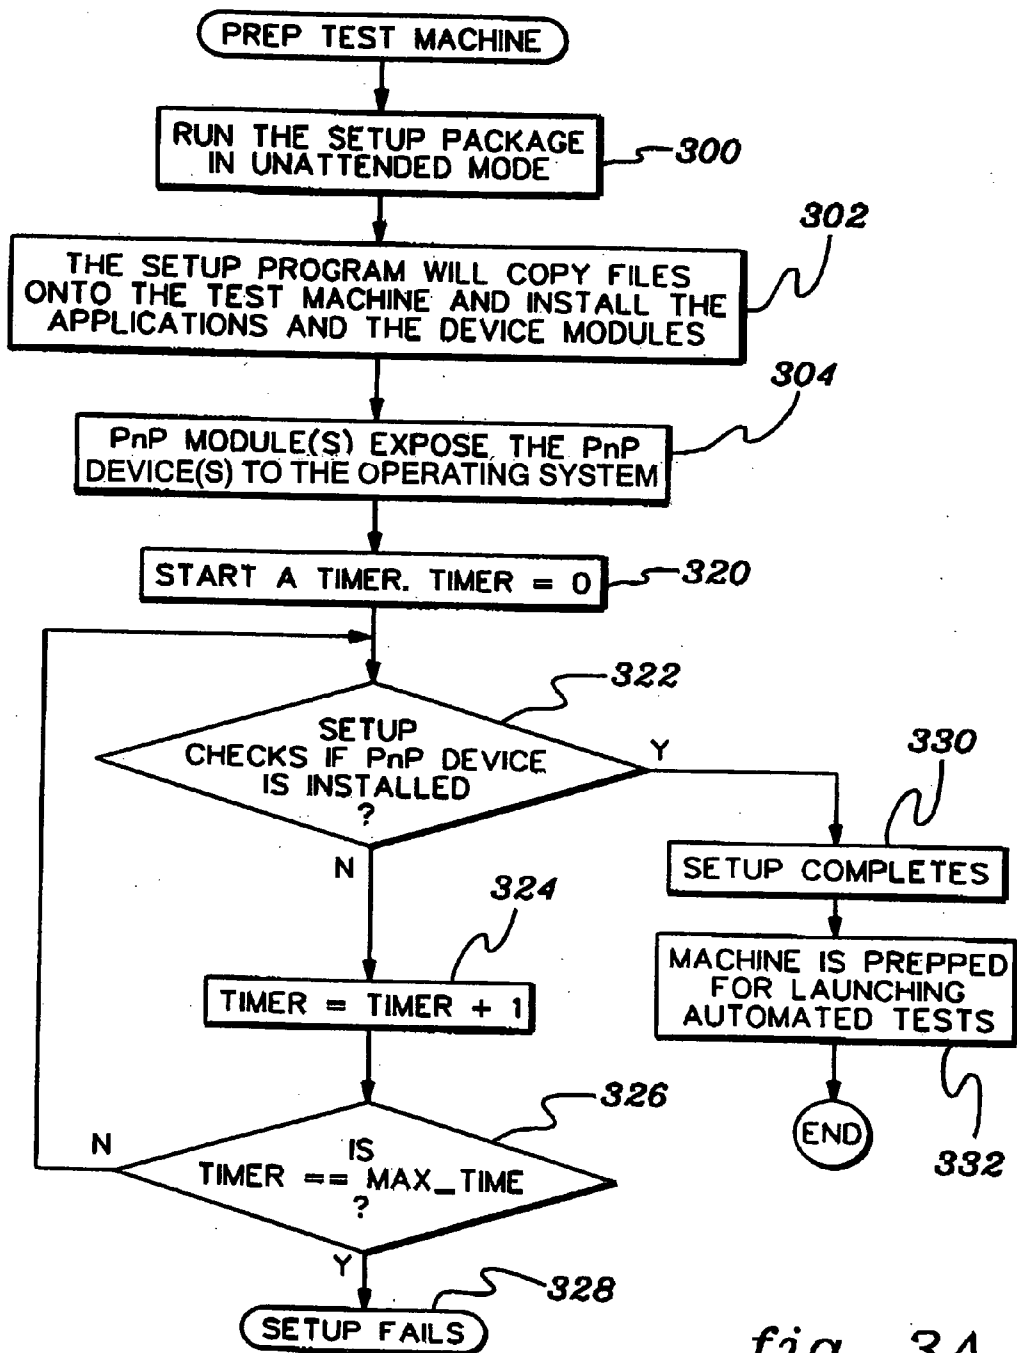 PREP TEST MACHINE
RUN THE SETUP PACKAGE
IN UNATTENDED MODE
300
302
THE SETUP PROGRAM WILL COPY FILES
ONTO THE TEST MACHINE AND INSTALL THE
APPLICATIONS AND THE DEVICE MODULES
304
PnP MODULE(S) EXPOSE THE PnP
DEVICE(S) TO THE OPERATING SYSTEM
START A TIMER. TIMER = 0
320
322
SETUP
CHECKS IF PnP DEVICE
IS INSTALLED
?
Y
N
330
SETUP COMPLETES
324
MACHINE IS PREPPED
FOR LAUNCHING
AUTOMATED TESTS
TIMER = TIMER + 1
332
END
326
IS
TIMER == MAX_TIME
?
N
Y
328
SETUP FAILS
fig. 3A